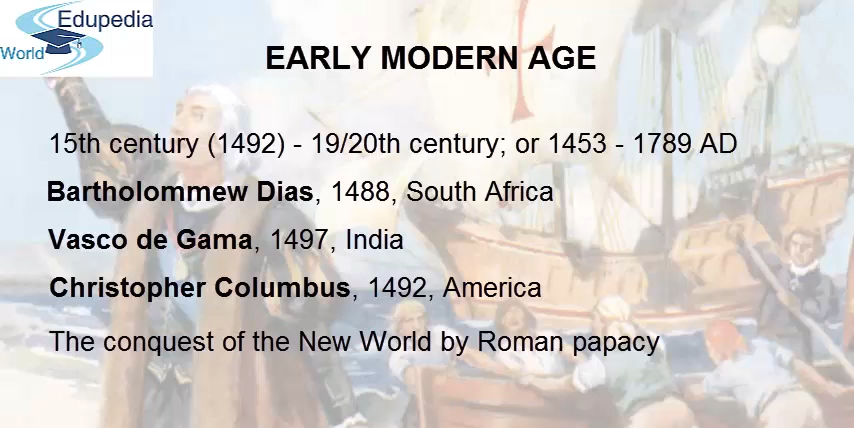 Edupedia
World
EARLY MODERN AGE
15th century (1492) - 19/20th century; or 1453 - 1789 AD
Bartholommew Dias, 1488, South Africa
Vasco de Gama, 1497, India
Christopher Columbus, 1492, America
The conquest of the New World by Roman papacy